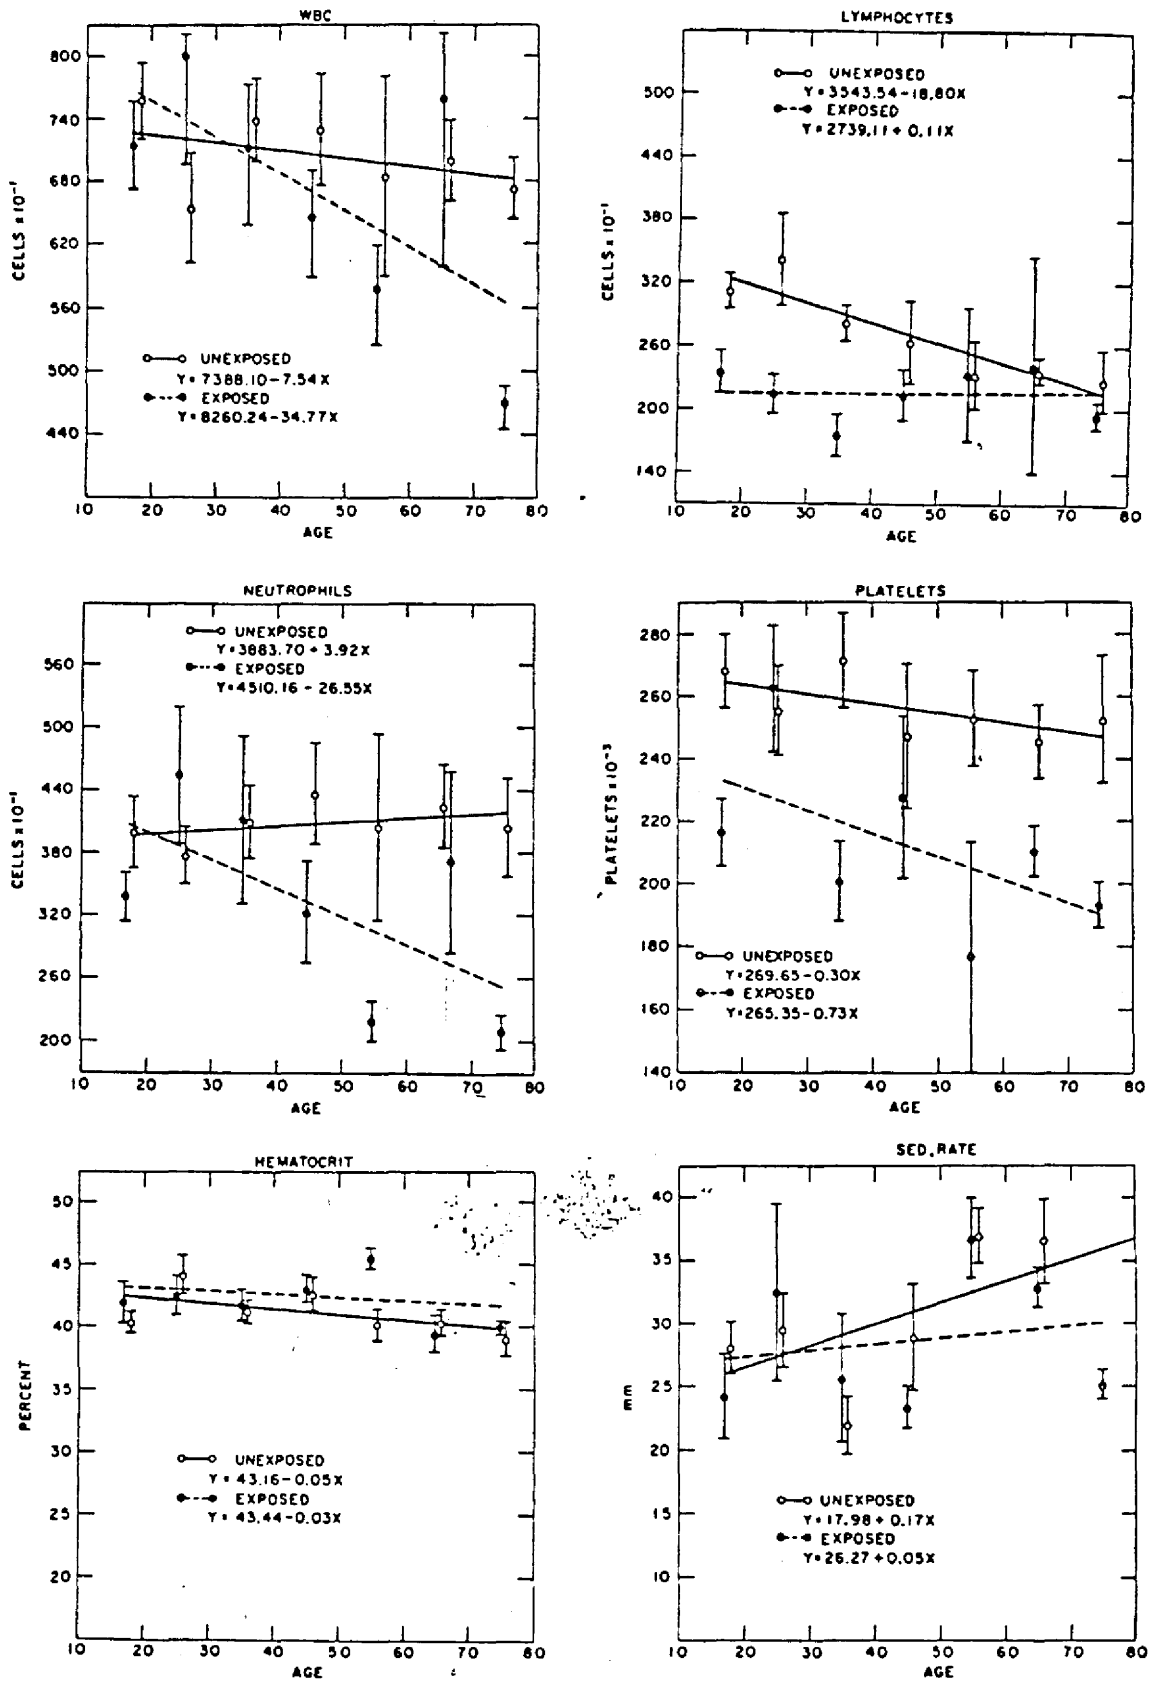 WBC
800
740
680
620
560
500
440
CELLS x 10⁻¹
UNEXPOSED
Y= 7388.10-7.54X
EXPOSED
Y=8260.24-34.77X
10 20 30 40 50 60 70 80
AGE
LYMPHOCYTES
500
440
380
320
260
200
140
CELLS x 10⁻¹
UNEXPOSED
Y=3543.54-18.80X
EXPOSED
Y=2739.11+0.11X
10 20 30 40 50 60 70 80
AGE
NEUTROPHILS
560
500
440
380
320
260
200
CELLS x 10⁻¹
UNEXPOSED
Y=3883.70+3.92X
EXPOSED
Y=4510.16-26.55X
10 20 30 40 50 60 70 80
AGE
PLATELETS
280
260
240
220
200
180
160
140
PLATELETS x 10⁻³
UNEXPOSED
Y=269.65-0.30X
EXPOSED
Y=265.35-0.73X
10 20 30 40 50 60 70 80
AGE
HEMATOCRIT
50
45
40
35
30
25
20
PERCENT
UNEXPOSED
Y= 43.16-0.05X
EXPOSED
Y= 43.44-0.03X
10 20 30 40 50 60 70 80
AGE
SED. RATE
40
35
30
25
20
15
10
mm
UNEXPOSED
Y=17.98+0.17X
EXPOSED
Y=26.27+0.05X
10 20 30 40 50 60 70 80
AGE